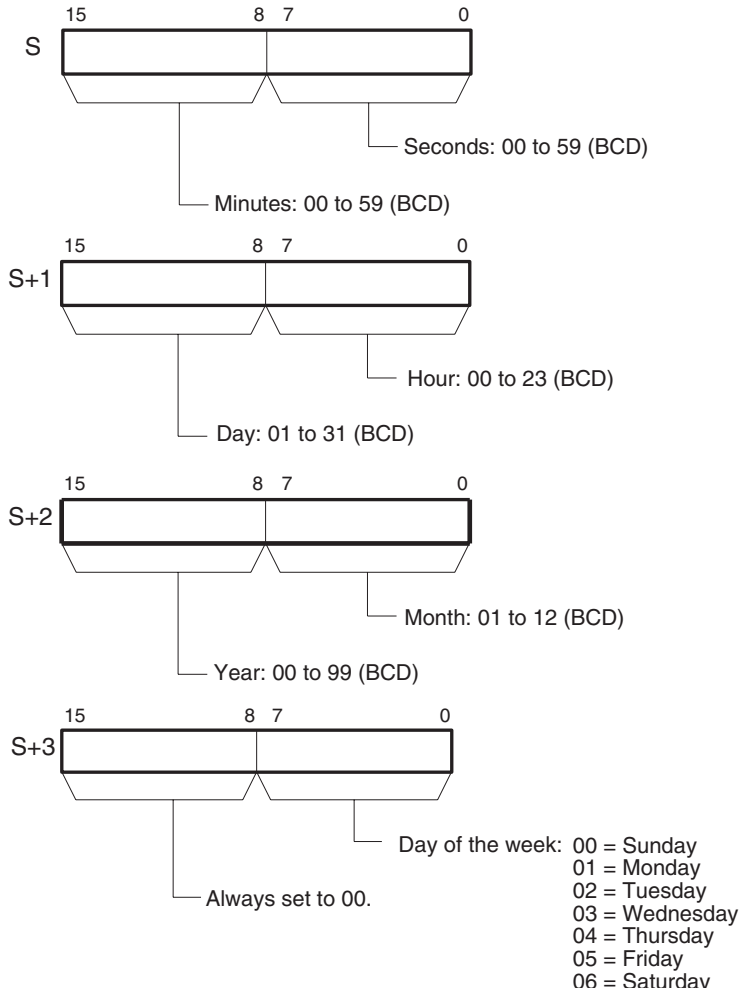 15 8 7 0
S
Seconds: 00 to 59 (BCD)
Minutes: 00 to 59 (BCD)
15 8 7 0
S+1
Hour: 00 to 23 (BCD)
Day: 01 to 31 (BCD)
15 8 7 0
S+2
Month: 01 to 12 (BCD)
Year: 00 to 99 (BCD)
15 8 7 0
S+3
Day of the week: 00 = Sunday
01 = Monday
02 = Tuesday
03 = Wednesday
04 = Thursday
05 = Friday
06 = Saturday
Always set to 00.